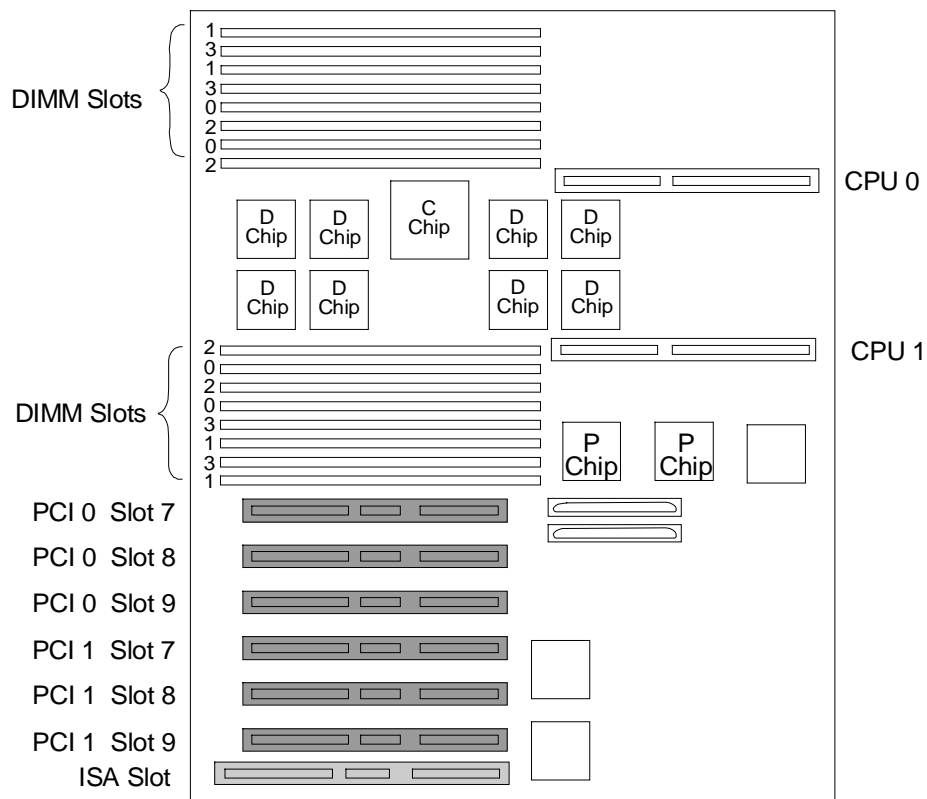 1
3
1
3
0
2
0
2
DIMM Slots
CPU 0
C
Chip
D
Chip
D
Chip
D
Chip
D
Chip
D
Chip
D
Chip
D
Chip
D
Chip
2
0
2
0
3
1
3
1
CPU 1
DIMM Slots
P
Chip
P
Chip
PCI 0 Slot 7
PCI 0 Slot 8
PCI 0 Slot 9
PCI 1 Slot 7
PCI 1 Slot 8
PCI 1 Slot 9
ISA Slot